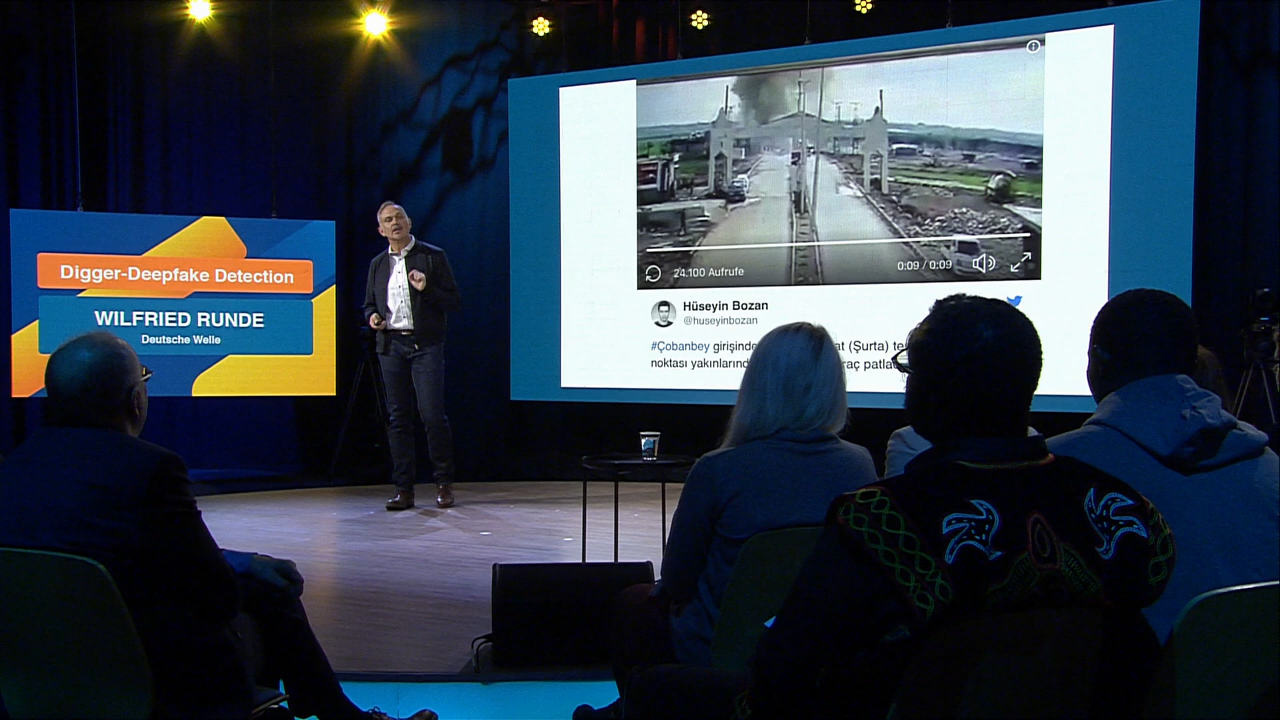 Digger-Deepfake Detection
WILFRIED RUNDE
Deutsche Welle
24.100 Aufrufe
0:09 / 0:09
Hüseyin Bozan
@huseyinbozan
#Çobanbey girişinde at (Şurta)
noktası